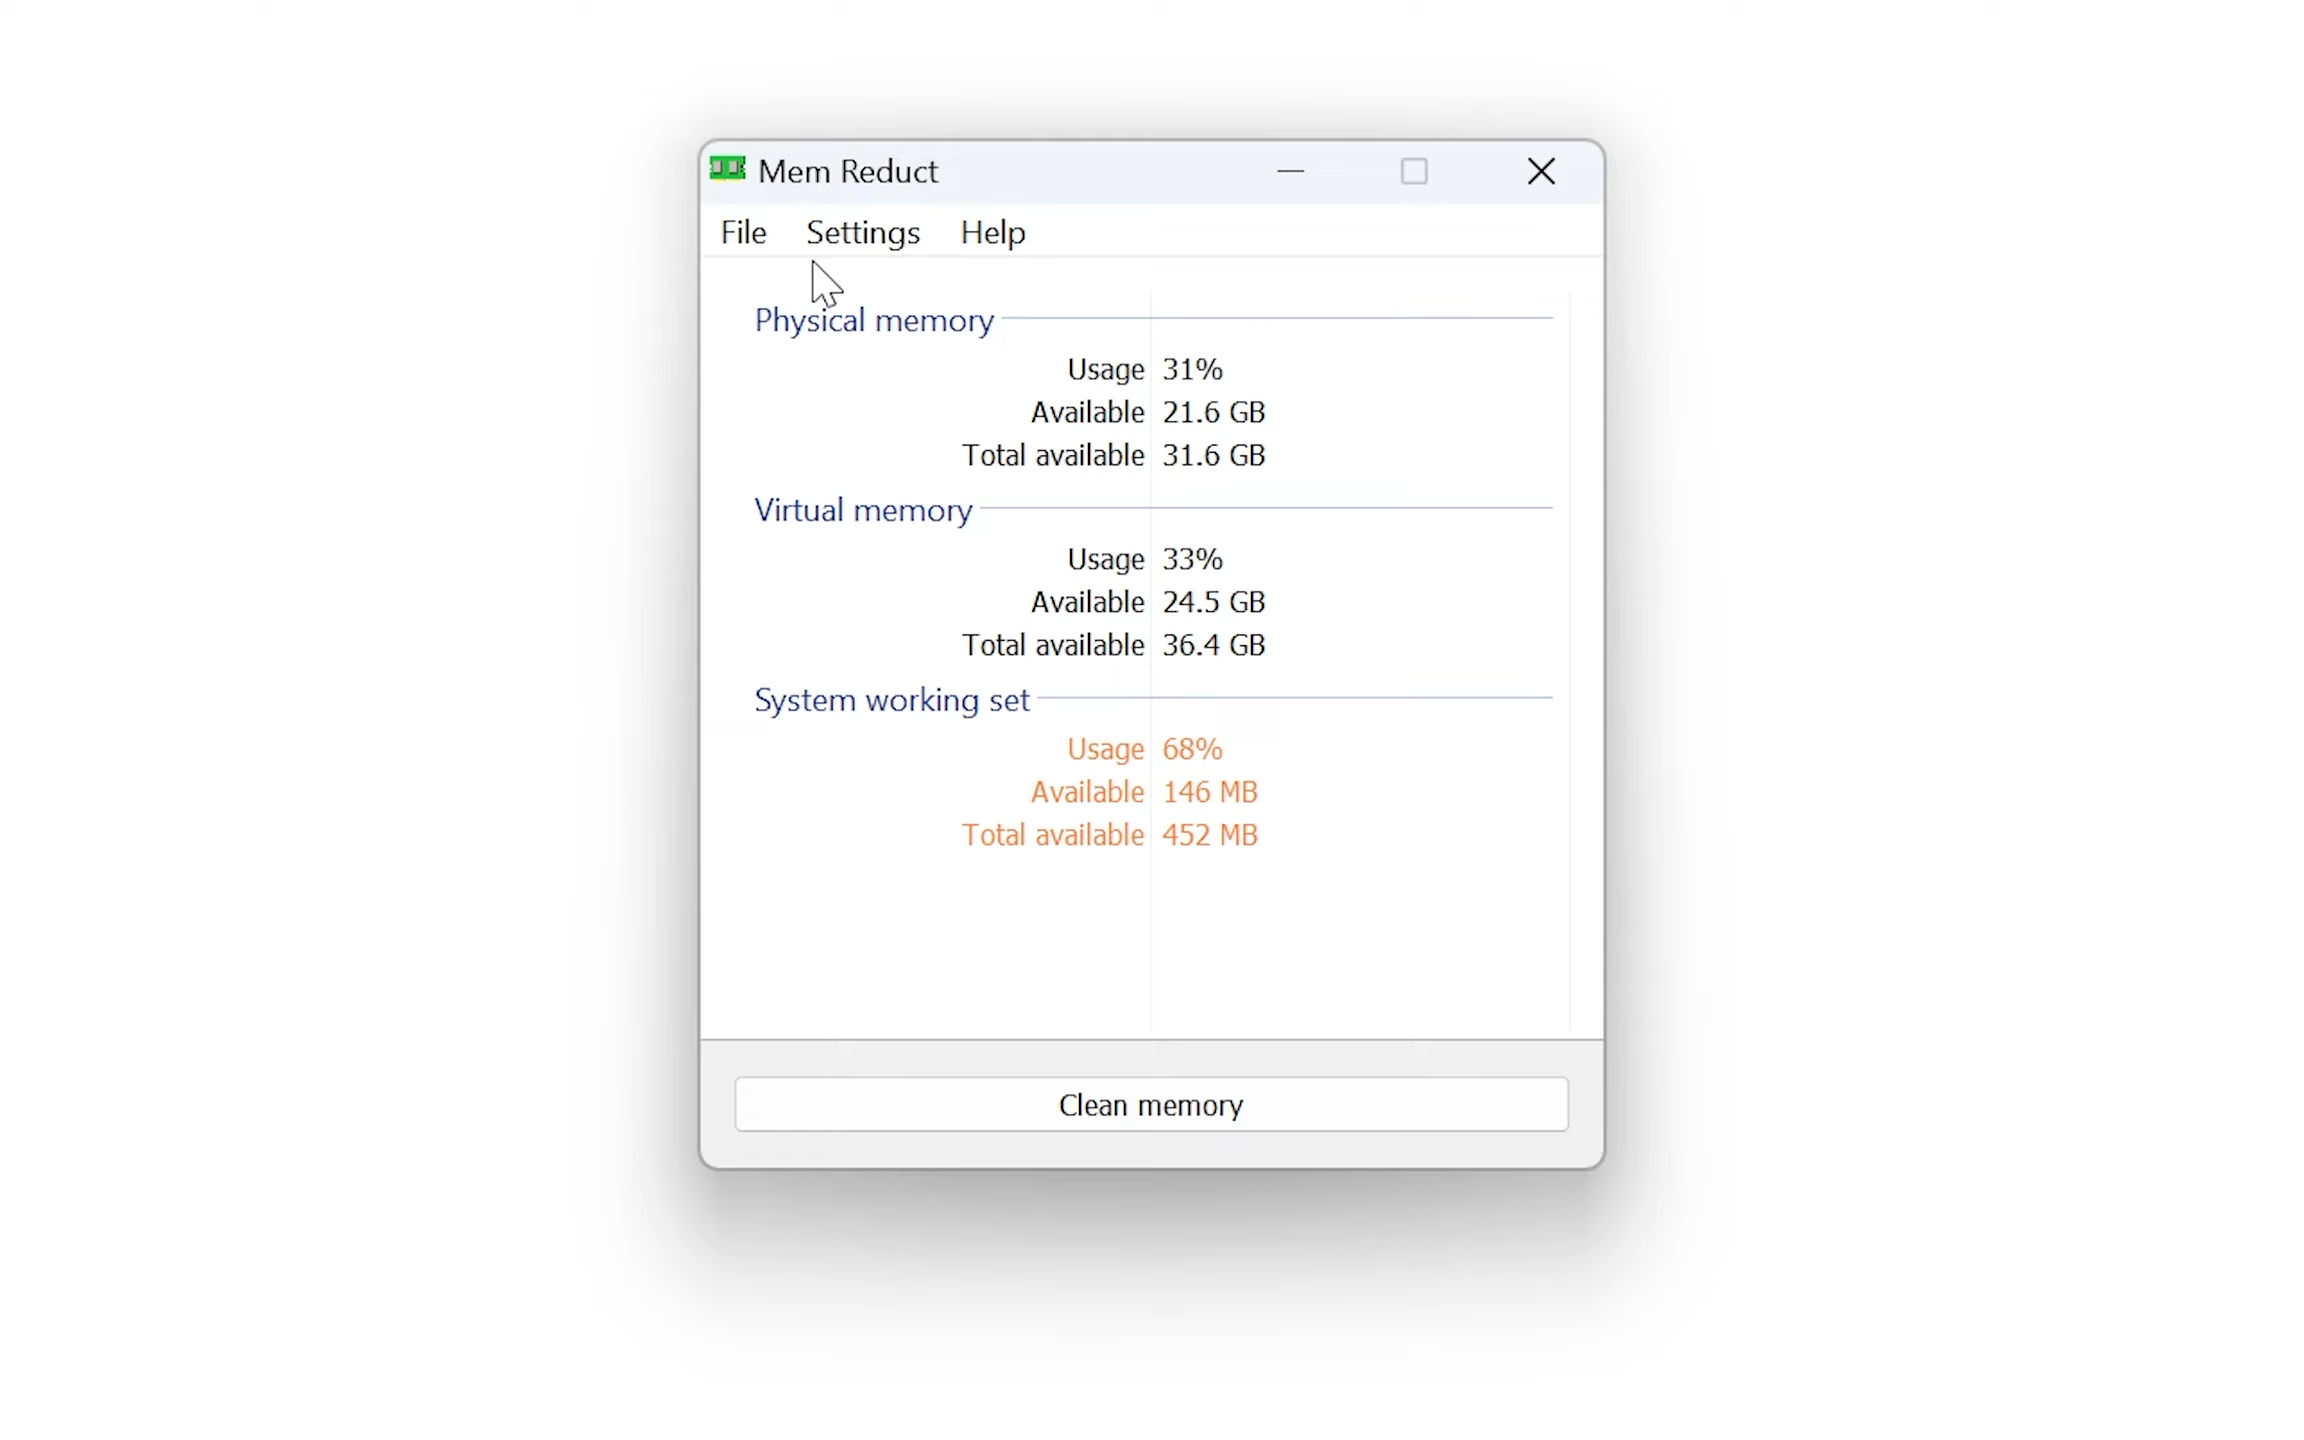 Mem Reduct
File Settings Help
Physical memory
Usage 31%
Available 21.6 GB
Total available 31.6 GB
Virtual memory
Usage 33%
Available 24.5 GB
Total available 36.4 GB
System working set
Usage 68%
Available 146 MB
Total available 452 MB
Clean memory